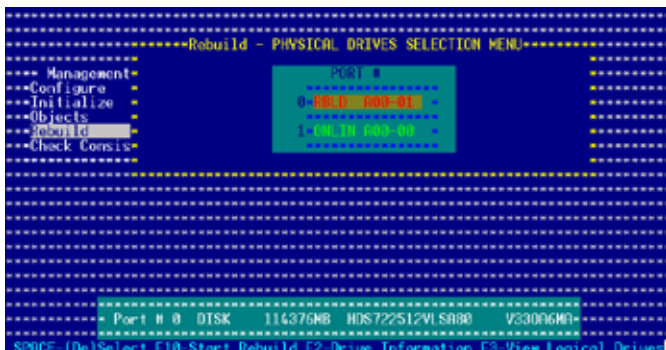 Rebuild - PHYSICAL DRIVES SELECTION MENU
Management
Configure
Initialize
Objects
Rebuild
Check Consis
PORT #
0 RBLD A00-01
1 ONLIN A00-00
Port # 0 DISK 114376MB HDS722512VLSA80 V33OA6MA
SPACE-(De)Select F10-Start Rebuild F2-Drive Information F3-View Logical Drives